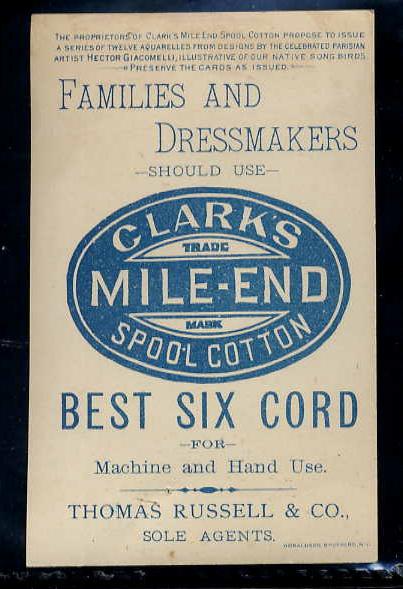 THE PROPRIETORS OF CLARK'S MILE END SPOOL COTTON PROPOSE TO ISSUE
A SERIES OF TWELVE AQUARELLES FROM DESIGNS BY THE CELEBRATED PARISIAN
ARTIST HECTOR GIACOMELLI, ILLUSTRATIVE OF OUR NATIVE SONG BIRDS.
PRESERVE THE CARDS AS ISSUED.
FAMILIES AND
DRESSMAKERS
—SHOULD USE—
CLARK'S
TRADE
MILE-END
MARK
SPOOL COTTON
BEST SIX CORD
—FOR—
Machine and Hand Use.
THOMAS RUSSELL & CO.,
SOLE AGENTS.
DONALDSON BROTHERS, N.Y.